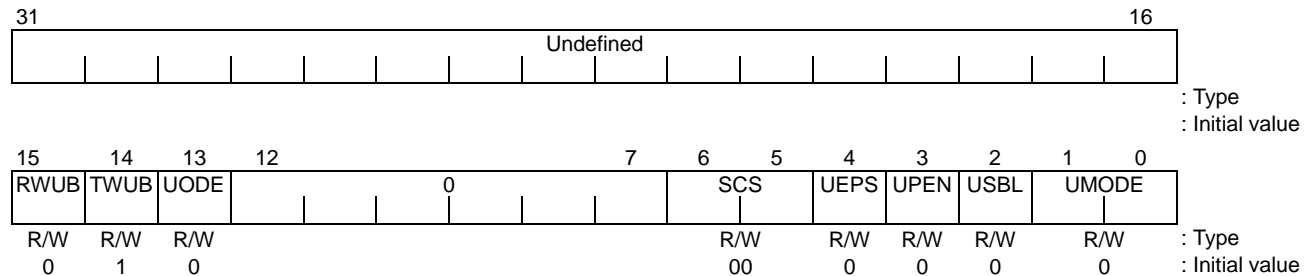 31 16
Undefined
: Type
: Initial value
15 14 13 12 7 6 5 4 3 2 1 0
RWUB TWUB UODE 0 SCS UEPS UPEN USBL UMODE
R/W R/W R/W R/W R/W R/W R/W R/W : Type
0 1 0 00 0 0 0 0 : Initial value